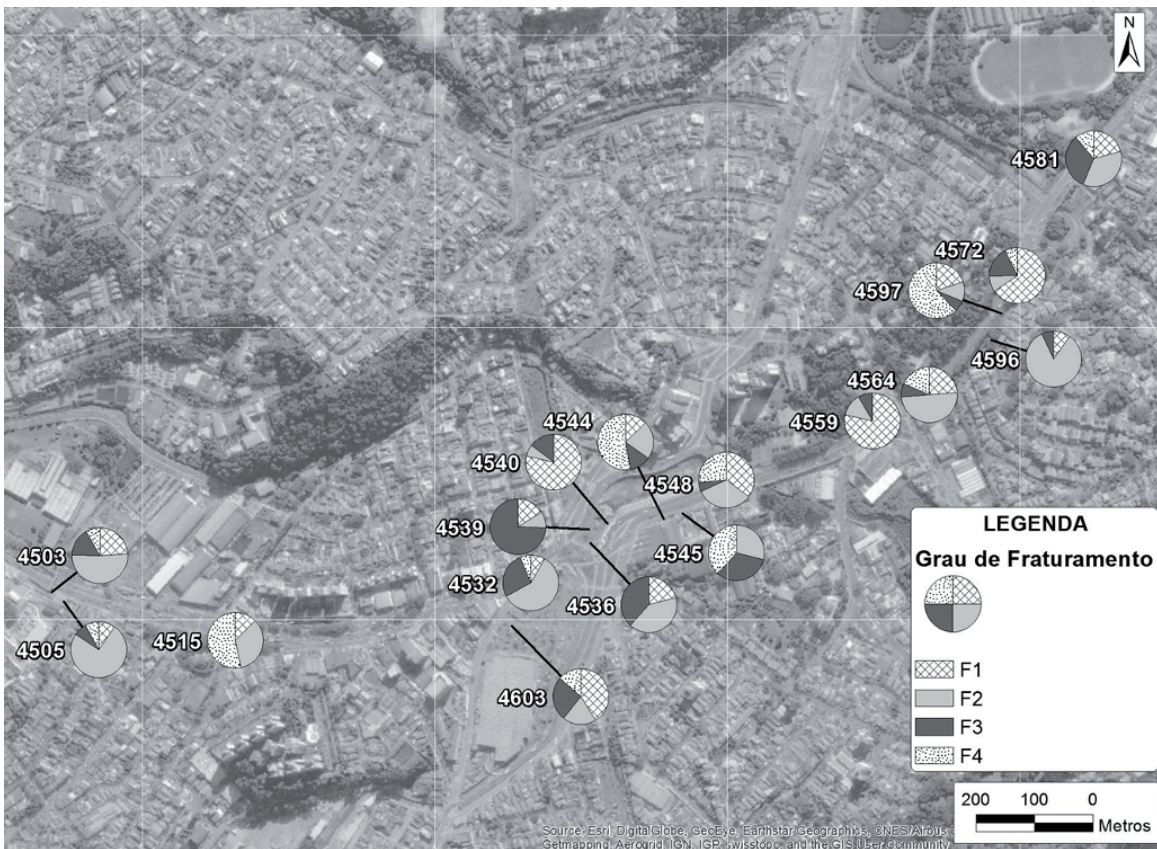 N
4581
4572
4597
4596
4564
4559
4544
4540
4548
4539
4545
4503
4532
4536
4505
4515
4603
LEGENDA
Grau de Fraturamento
F1
F2
F3
F4
200 100 0
Metros
Source: Esri, DigitalGlobe, GeoEye, Earthstar Geographics, CNES/Airbus
Getmapping, Aerogrid, IGN, IGP, swisstopo, and the GIS User Community